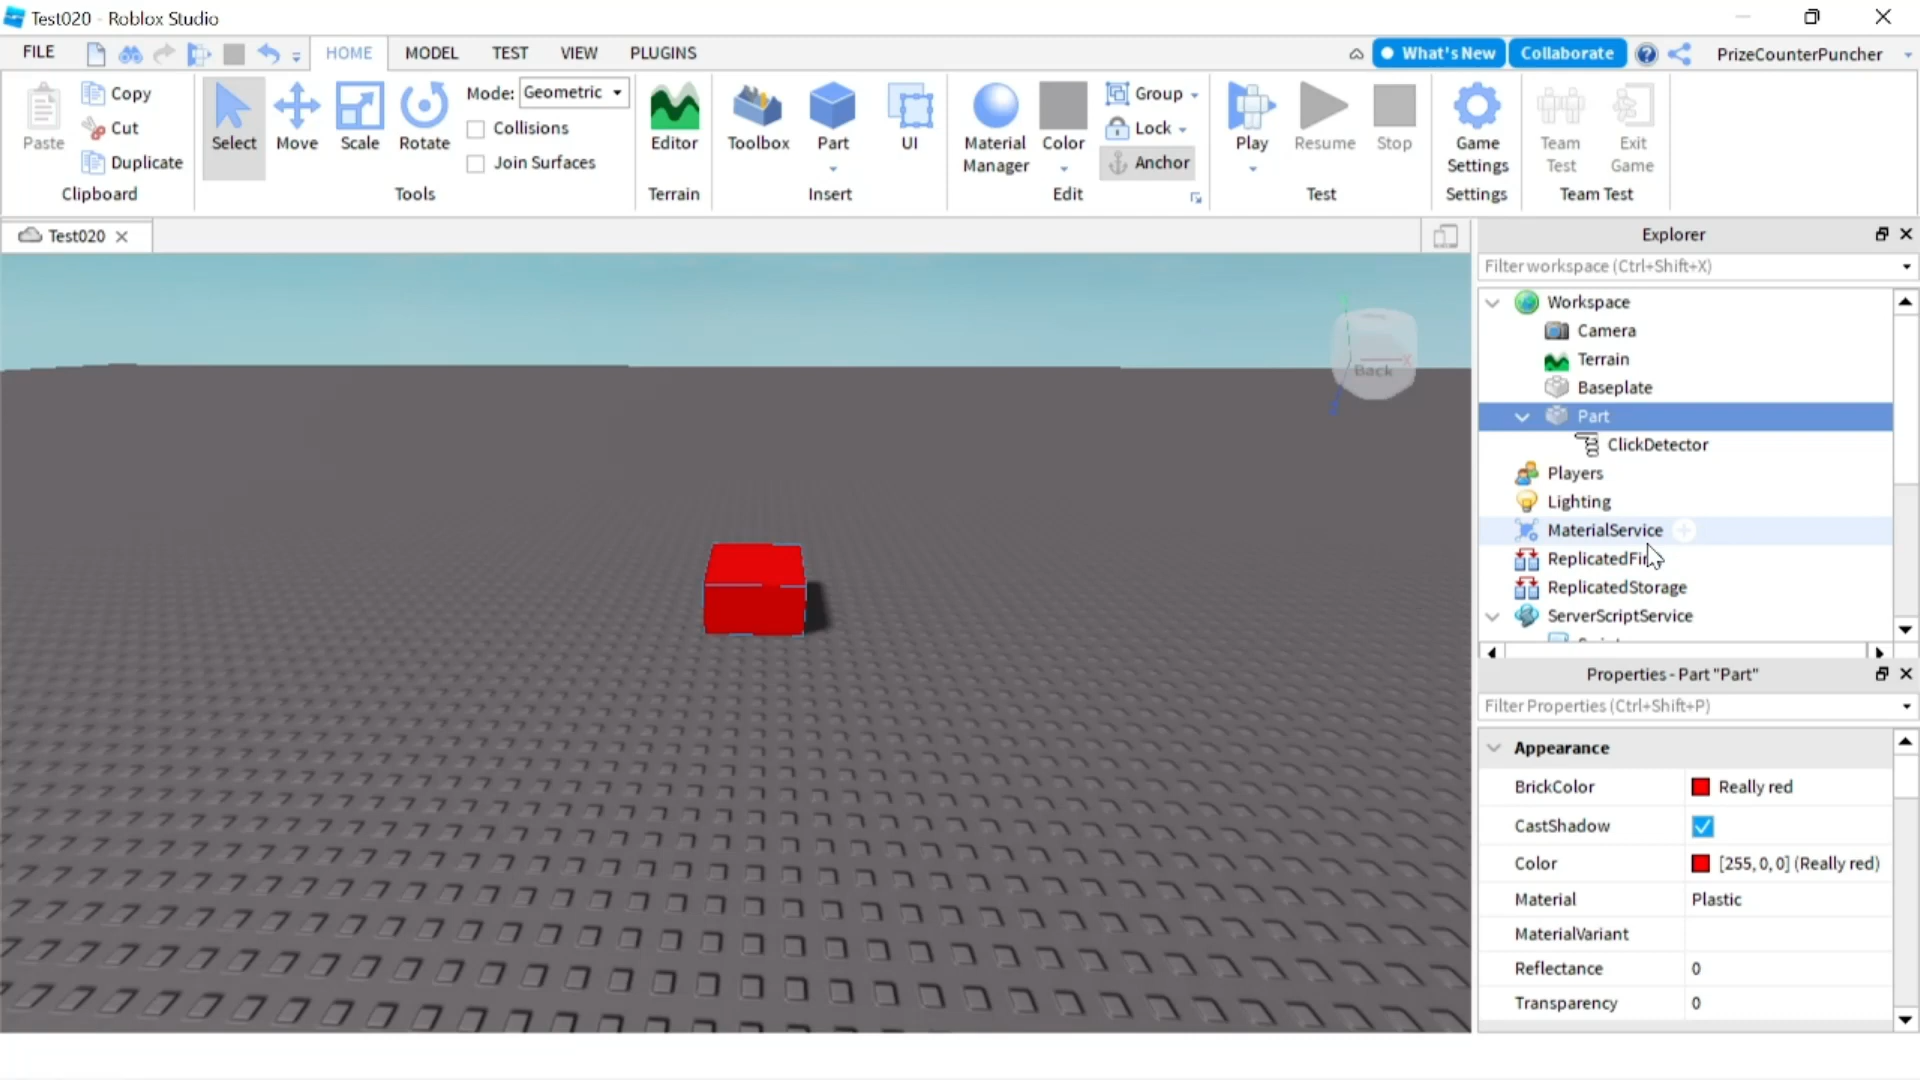 Test020 - Roblox Studio
FILE HOME MODEL TEST VIEW PLUGINS What's New Collaborate ? PrizeCounterPuncher
Paste Copy Cut Duplicate
Clipboard
Select Move Scale Rotate
Mode: Geometric
Collisions
Join Surfaces
Tools
Editor
Terrain
Toolbox Part UI
Insert
Material Manager Color Group Lock Anchor
Edit
Play Resume Stop
Test
Game Settings
Settings
Team Test Exit Game
Team Test
Test020
Back
X
Explorer
Filter workspace (Ctrl+Shift+X)
Workspace
Camera
Terrain
Baseplate
Part
ClickDetector
Players
Lighting
MaterialService
ReplicatedFir
ReplicatedStorage
ServerScriptService
Properties - Part "Part"
Filter Properties (Ctrl+Shift+P)
Appearance
BrickColor Really red
CastShadow
Color [255, 0, 0] (Really red)
Material Plastic
MaterialVariant
Reflectance 0
Transparency 0